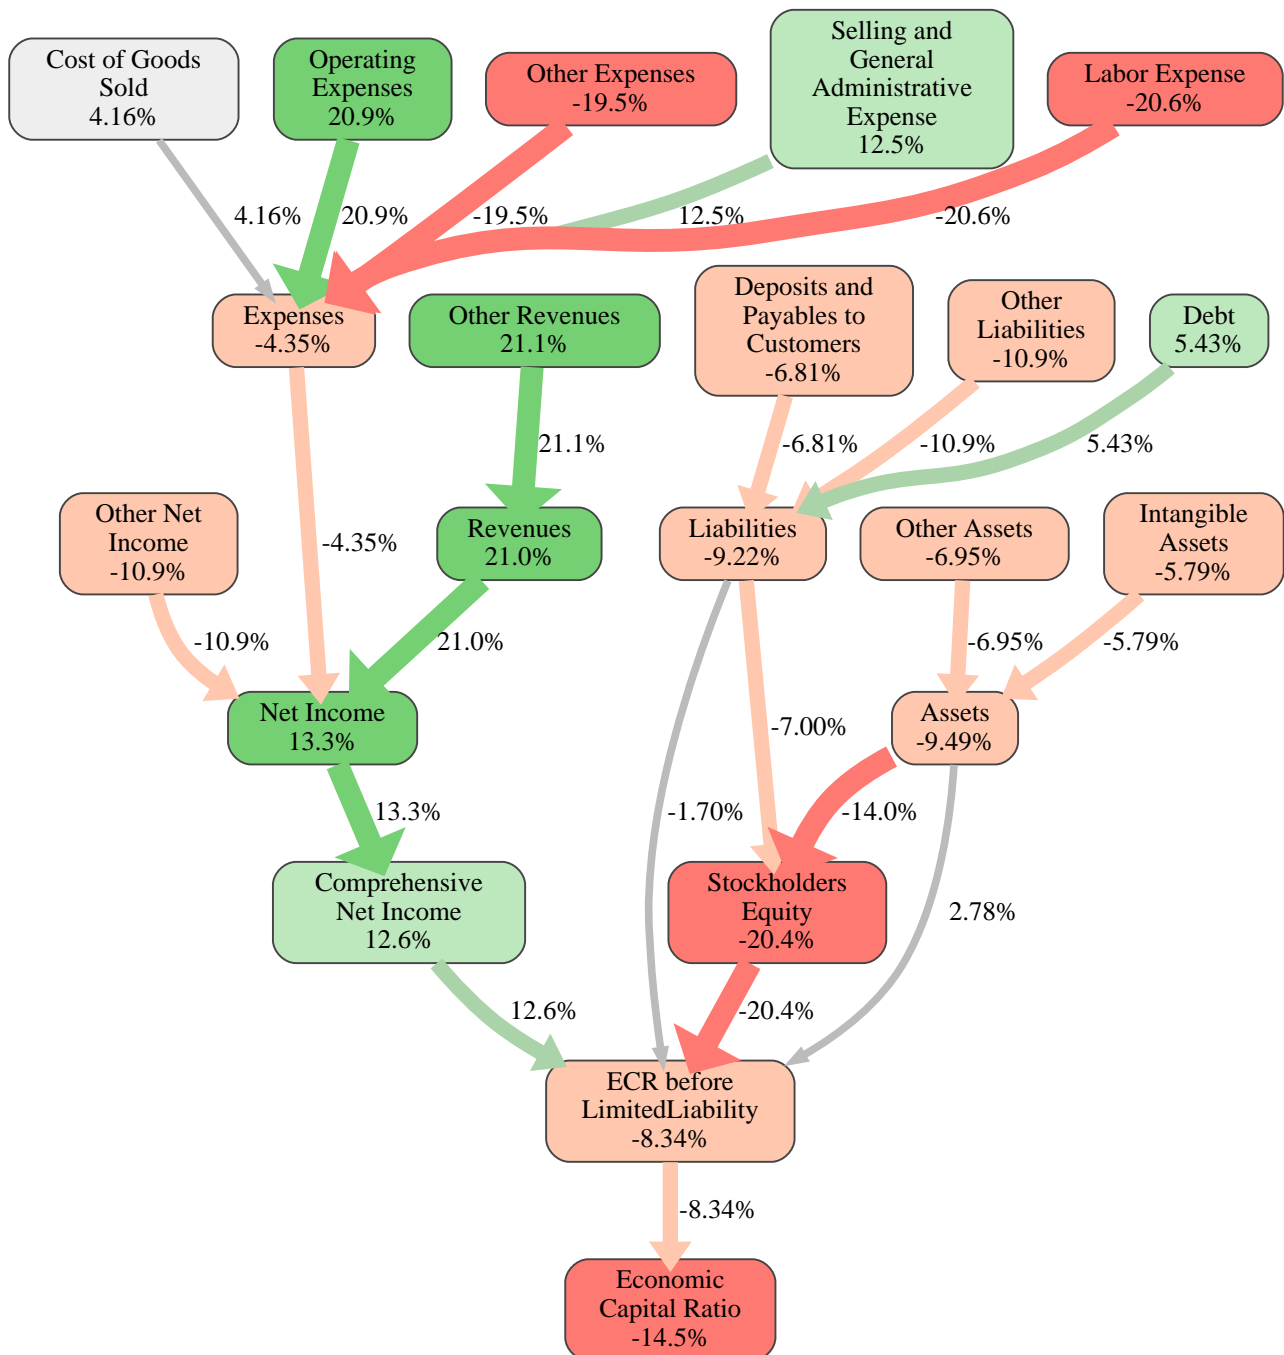 Cost of Goods
Sold
4.16%
Operating
Expenses
20.9%
Other Expenses
-19.5%
Selling and
General
Administrative
Expense
12.5%
Labor Expense
-20.6%
4.16%
20.9%
-19.5%
12.5%
-20.6%
Expenses
-4.35%
Other Revenues
21.1%
Deposits and
Payables to
Customers
-6.81%
Other
Liabilities
-10.9%
Debt
5.43%
21.1%
-6.81%
-10.9%
5.43%
Other Net
Income
-10.9%
-4.35%
Revenues
21.0%
Liabilities
-9.22%
Other Assets
-6.95%
Intangible
Assets
-5.79%
-10.9%
21.0%
-6.95%
-5.79%
Net Income
13.3%
-7.00%
Assets
-9.49%
13.3%
-1.70%
-14.0%
Comprehensive
Net Income
12.6%
Stockholders
Equity
-20.4%
2.78%
12.6%
-20.4%
ECR before
LimitedLiability
-8.34%
-8.34%
Economic
Capital Ratio
-14.5%